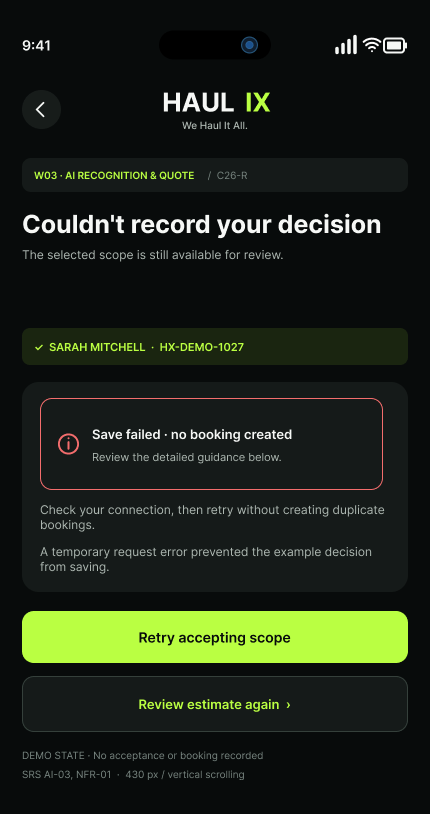 9:41
HAUL IX
We Haul It All.
W03 · AI RECOGNITION & QUOTE / C26-R
Couldn't record your decision
The selected scope is still available for review.
✓ SARAH MITCHELL · HX-DEMO-1027
Save failed · no booking created
Review the detailed guidance below.
Check your connection, then retry without creating duplicate
bookings.
A temporary request error prevented the example decision
from saving.
Retry accepting scope
Review estimate again ›
DEMO STATE · No acceptance or booking recorded
SRS AI-03, NFR-01 · 430 px / vertical scrolling